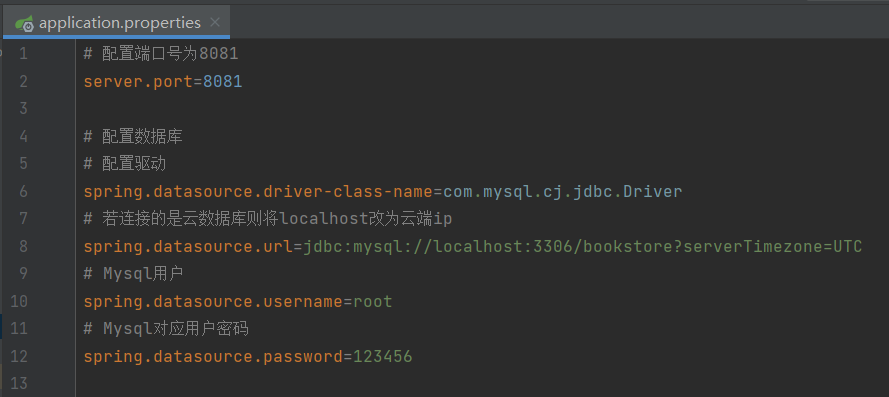 application.properties
1 # 配置端口号为8081
2 server.port=8081
3
4 # 配置数据库
5 # 配置驱动
6 spring.datasource.driver-class-name=com.mysql.cj.jdbc.Driver
7 # 若连接的是云数据库则将localhost改为云端ip
8 spring.datasource.url=jdbc:mysql://localhost:3306/bookstore?serverTimezone=UTC
9 # Mysql用户
10 spring.datasource.username=root
11 # Mysql对应用户密码
12 spring.datasource.password=123456
13